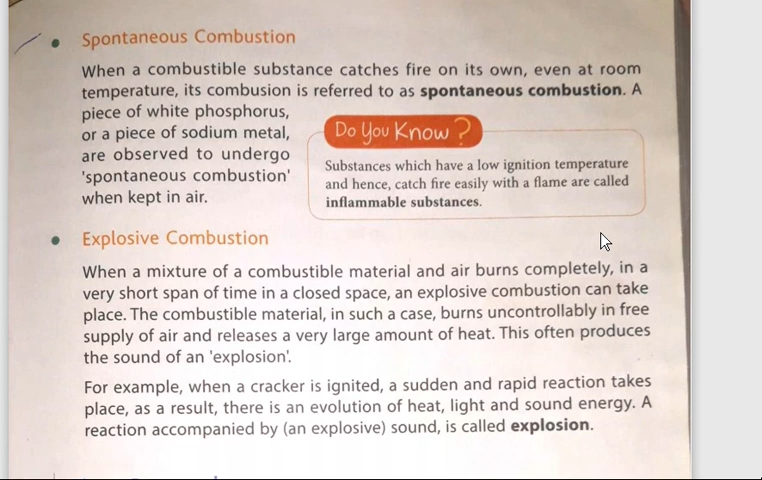 Spontaneous Combustion
When a combustible substance catches fire on its own, even at room
temperature, its combusion is referred to as spontaneous combustion. A
piece of white phosphorus,
or a piece of sodium metal,
are observed to undergo
'spontaneous combustion'
when kept in air.
Do You Know?
Substances which have a low ignition temperature
and hence, catch fire easily with a flame are called
inflammable substances.
Explosive Combustion
When a mixture of a combustible material and air burns completely, in a
very short span of time in a closed space, an explosive combustion can take
place. The combustible material, in such a case, burns uncontrollably in free
supply of air and releases a very large amount of heat. This often produces
the sound of an 'explosion'.
For example, when a cracker is ignited, a sudden and rapid reaction takes
place, as a result, there is an evolution of heat, light and sound energy. A
reaction accompanied by (an explosive) sound, is called explosion.